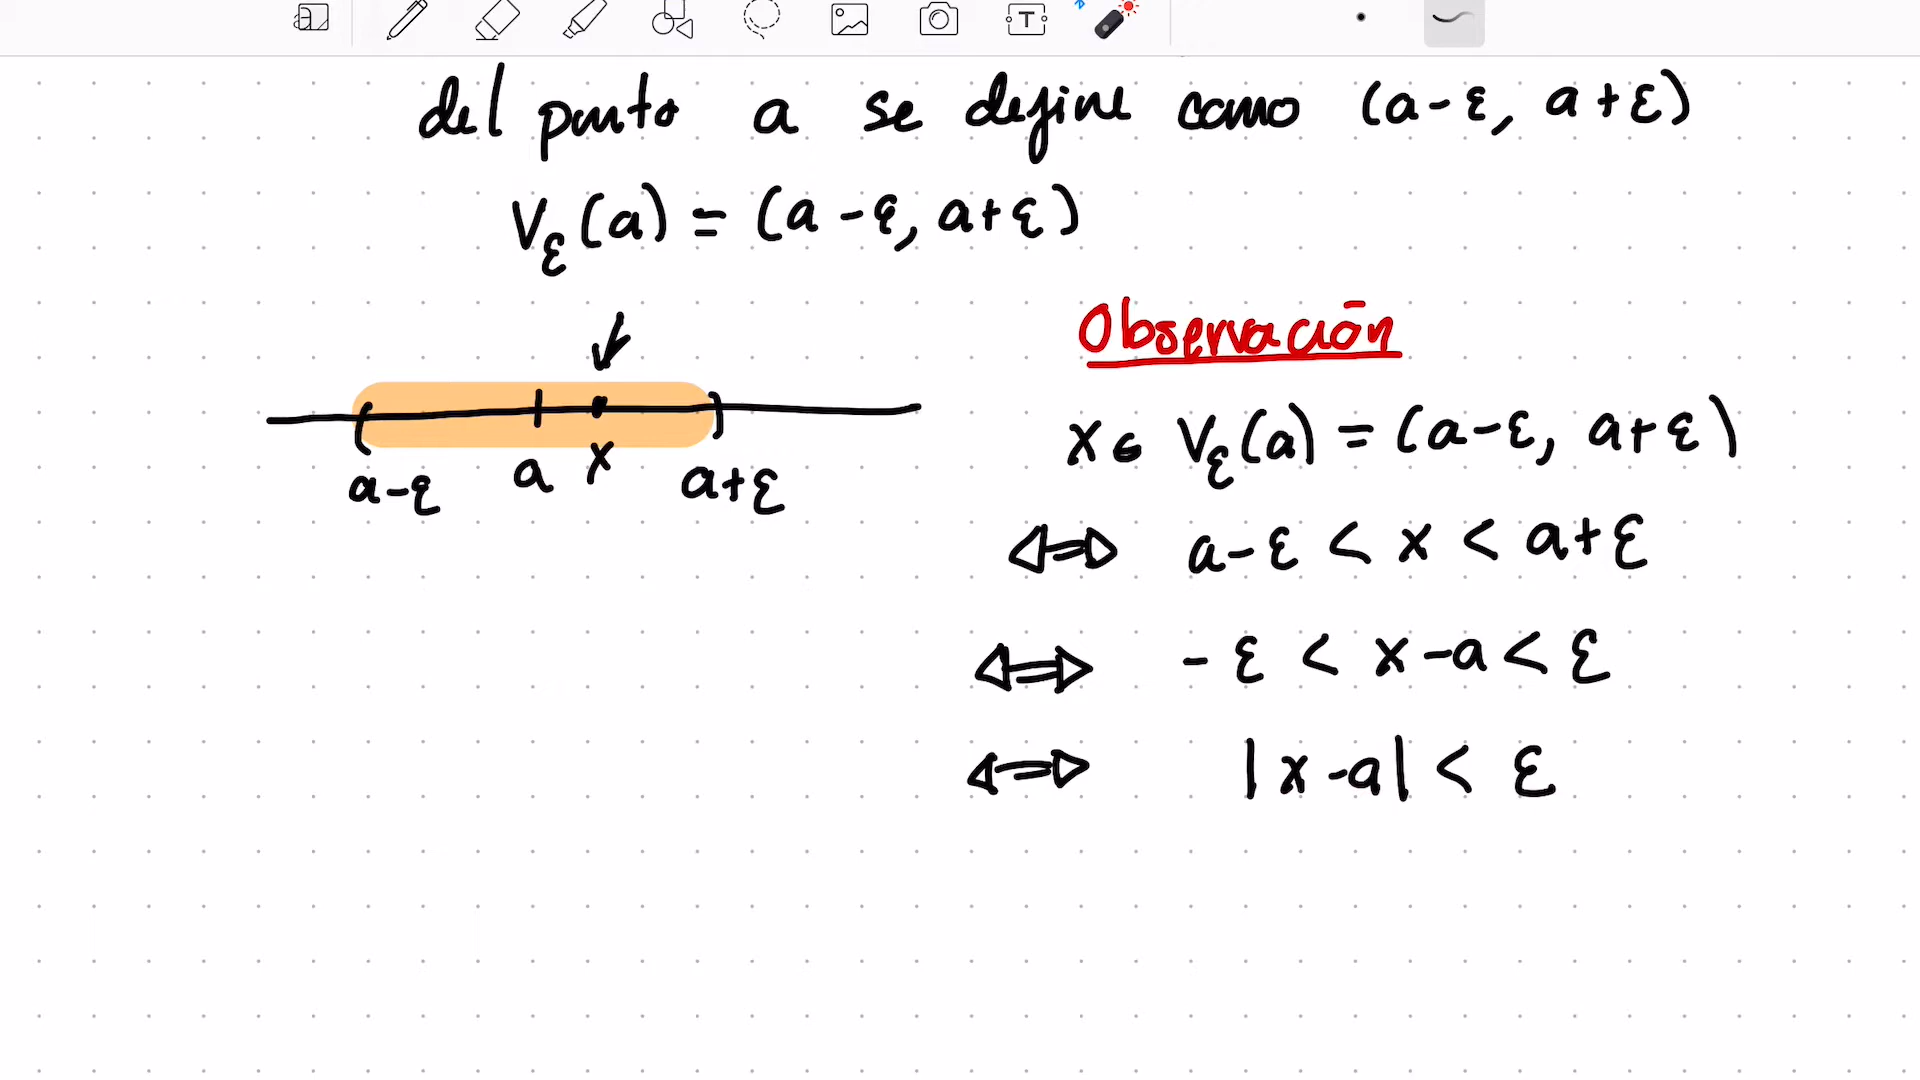 del punto a se define como (a-ε, a+ε)
V_ε(a) = (a-ε, a+ε)
a-ε a x a+ε
Observación
x ∈ V_ε(a) = (a-ε, a+ε)
⟺ a-ε < x < a+ε
⟺ -ε < x-a < ε
⟺ |x-a| < ε